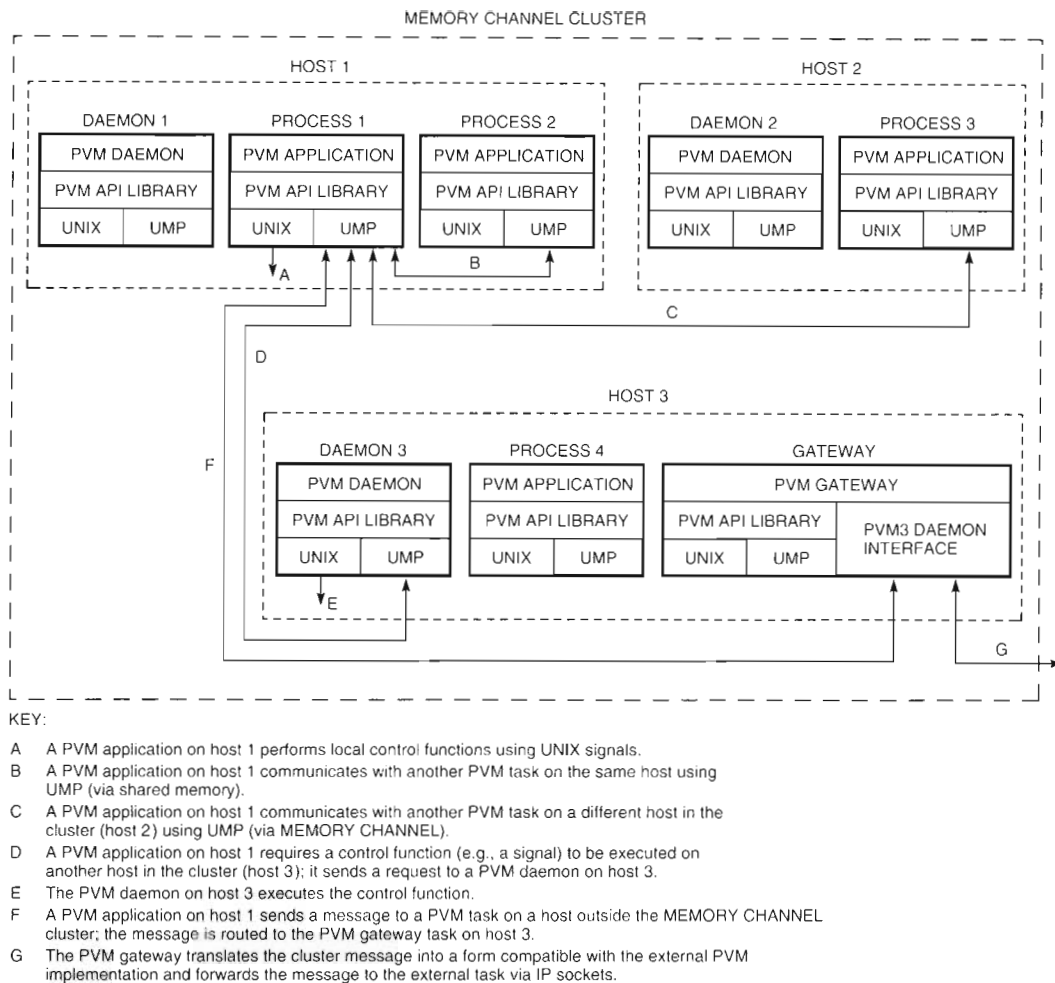 MEMORY CHANNEL CLUSTER
HOST 1
HOST 2
DAEMON 1
PROCESS 1
PROCESS 2
DAEMON 2
PROCESS 3
PVM DAEMON
PVM APPLICATION
PVM APPLICATION
PVM DAEMON
PVM APPLICATION
PVM API LIBRARY
PVM API LIBRARY
PVM API LIBRARY
PVM API LIBRARY
PVM API LIBRARY
UNIX
UMP
UNIX
UMP
UNIX
UMP
UNIX
UMP
UNIX
UMP
A
B
C
D
HOST 3
F
DAEMON 3
PROCESS 4
GATEWAY
PVM DAEMON
PVM APPLICATION
PVM GATEWAY
PVM API LIBRARY
PVM API LIBRARY
PVM API LIBRARY
PVM3 DAEMON
INTERFACE
UNIX
UMP
UNIX
UMP
UNIX
UMP
E
G
KEY:
A A PVM application on host 1 performs local control functions using UNIX signals.
B A PVM application on host 1 communicates with another PVM task on the same host using
UMP (via shared memory).
C A PVM application on host 1 communicates with another PVM task on a different host in the
cluster (host 2) using UMP (via MEMORY CHANNEL).
D A PVM application on host 1 requires a control function (e.g., a signal) to be executed on
another host in the cluster (host 3); it sends a request to a PVM daemon on host 3.
E The PVM daemon on host 3 executes the control function.
F A PVM application on host 1 sends a message to a PVM task on a host outside the MEMORY CHANNEL
cluster; the message is routed to the PVM gateway task on host 3.
G The PVM gateway translates the cluster message into a form compatible with the external PVM
implementation and forwards the message to the external task via IP sockets.